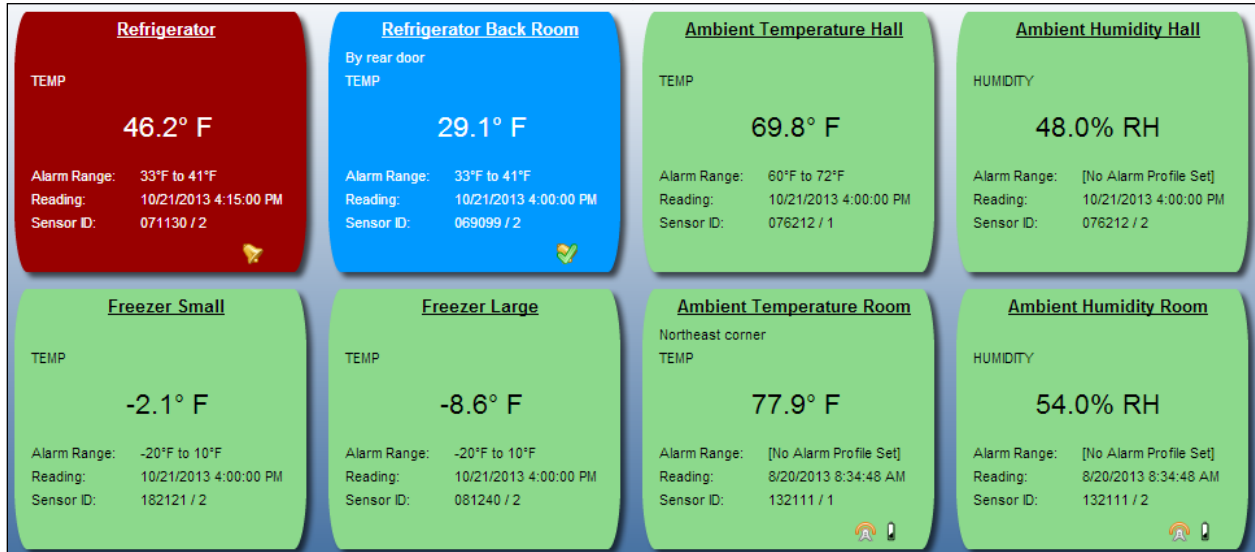 Refrigerator
TEMP
46.2° F
Alarm Range: 33°F to 41°F
Reading: 10/21/2013 4:15:00 PM
Sensor ID: 071130 / 2
Refrigerator Back Room
By rear door
TEMP
29.1° F
Alarm Range: 33°F to 41°F
Reading: 10/21/2013 4:00:00 PM
Sensor ID: 069099 / 2
Ambient Temperature Hall
TEMP
69.8° F
Alarm Range: 60°F to 72°F
Reading: 10/21/2013 4:00:00 PM
Sensor ID: 076212 / 1
Ambient Humidity Hall
HUMIDITY
48.0% RH
Alarm Range: [No Alarm Profile Set]
Reading: 10/21/2013 4:00:00 PM
Sensor ID: 076212 / 2
Freezer Small
TEMP
-2.1° F
Alarm Range: -20°F to 10°F
Reading: 10/21/2013 4:00:00 PM
Sensor ID: 182121 / 2
Freezer Large
TEMP
-8.6° F
Alarm Range: -20°F to 10°F
Reading: 10/21/2013 4:00:00 PM
Sensor ID: 081240 / 2
Ambient Temperature Room
Northeast corner
TEMP
77.9° F
Alarm Range: [No Alarm Profile Set]
Reading: 8/20/2013 8:34:48 AM
Sensor ID: 132111 / 1
Ambient Humidity Room
HUMIDITY
54.0% RH
Alarm Range: [No Alarm Profile Set]
Reading: 8/20/2013 8:34:48 AM
Sensor ID: 132111 / 2